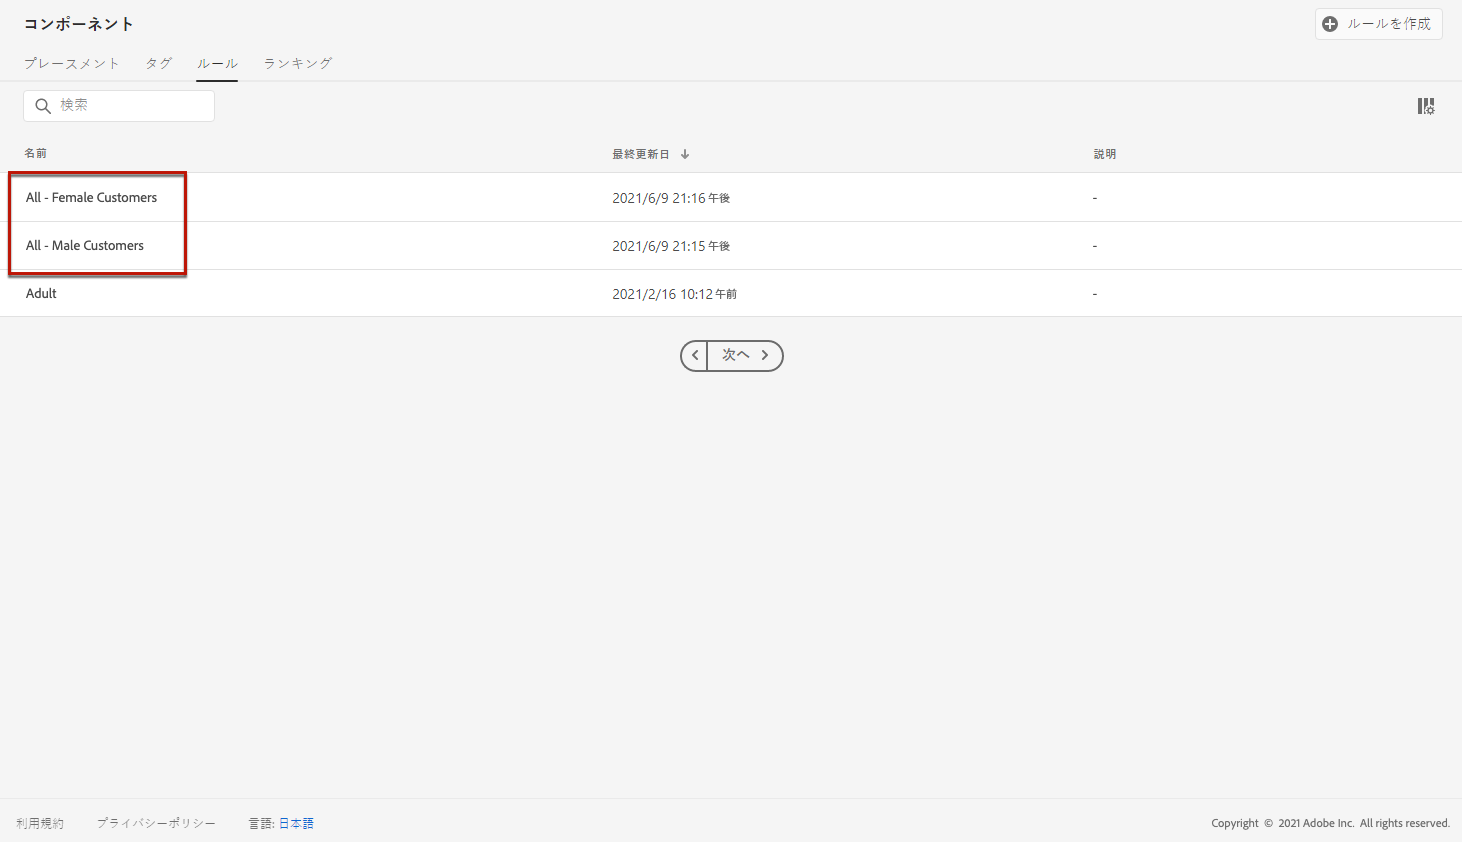 コンポーネント
ルールを作成
プレースメント タグ ルール ランキング
検索
名前 最終更新日 説明
All - Female Customers 2021/6/9 21:16 午後 -
All - Male Customers 2021/6/9 21:15 午後 -
Adult 2021/2/16 10:12 午前 -
次へ
利用規約 プライバシーポリシー 言語: 日本語 Copyright © 2021 Adobe Inc. All rights reserved.